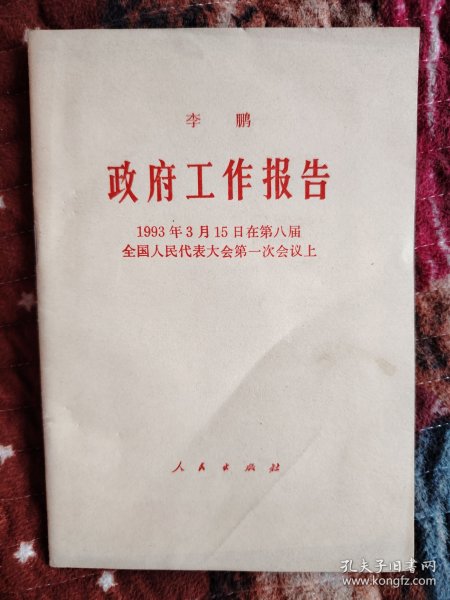 李 鹏
政府工作报告
1993年3月15日在第八届
全国人民代表大会第一次会议上
人民出版社
孔夫子旧书网
www.kongfz.com